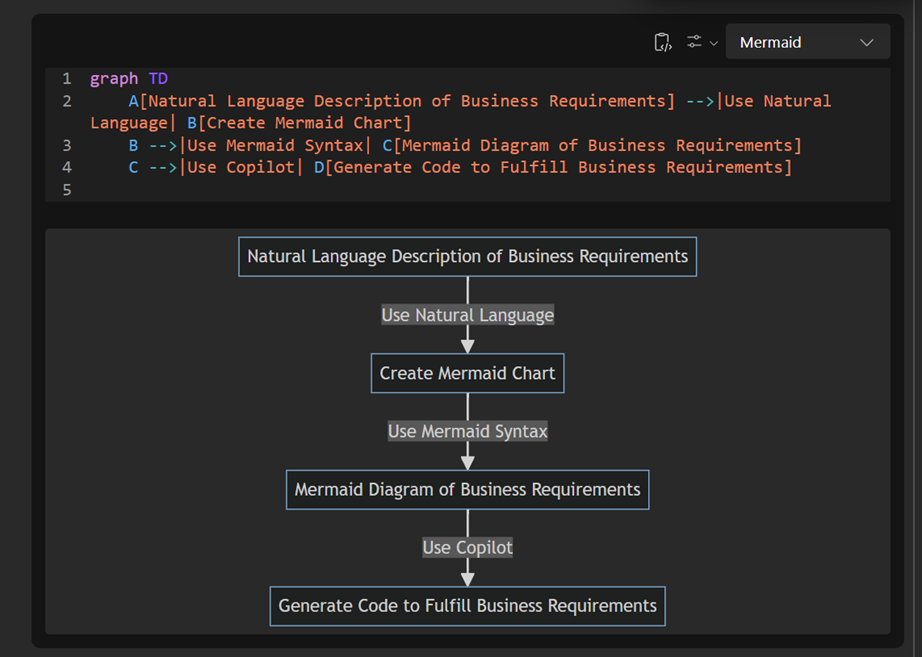 Mermaid
1 graph TD
2 A[Natural Language Description of Business Requirements] -->|Use Natural
Language| B[Create Mermaid Chart]
3 B -->|Use Mermaid Syntax| C[Mermaid Diagram of Business Requirements]
4 C -->|Use Copilot| D[Generate Code to Fulfill Business Requirements]
5
Natural Language Description of Business Requirements
Use Natural Language
Create Mermaid Chart
Use Mermaid Syntax
Mermaid Diagram of Business Requirements
Use Copilot
Generate Code to Fulfill Business Requirements